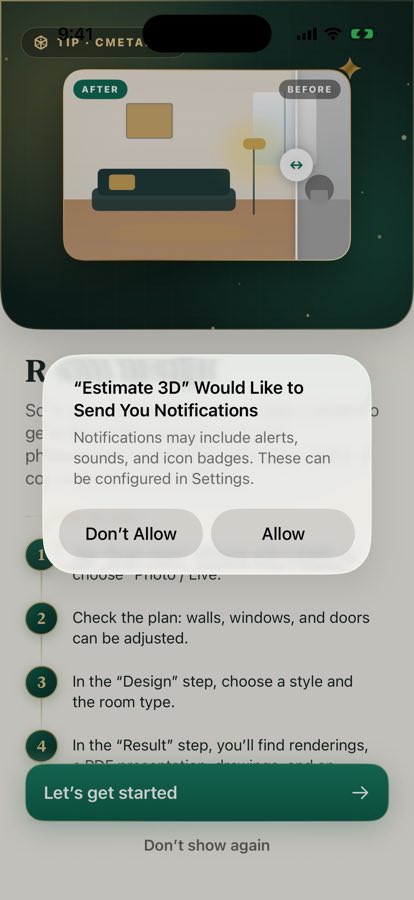 9:41
TIP · CMETA
AFTER
BEFORE
“Estimate 3D” Would Like to
Send You Notifications
Notifications may include alerts,
sounds, and icon badges. These can
be configured in Settings.
Don’t Allow
Allow
1
choose “Photo / Live.”
2
Check the plan: walls, windows, and doors
can be adjusted.
3
In the “Design” step, choose a style and
the room type.
4
In the “Result” step, you’ll find renderings,
Let’s get started
Don’t show again